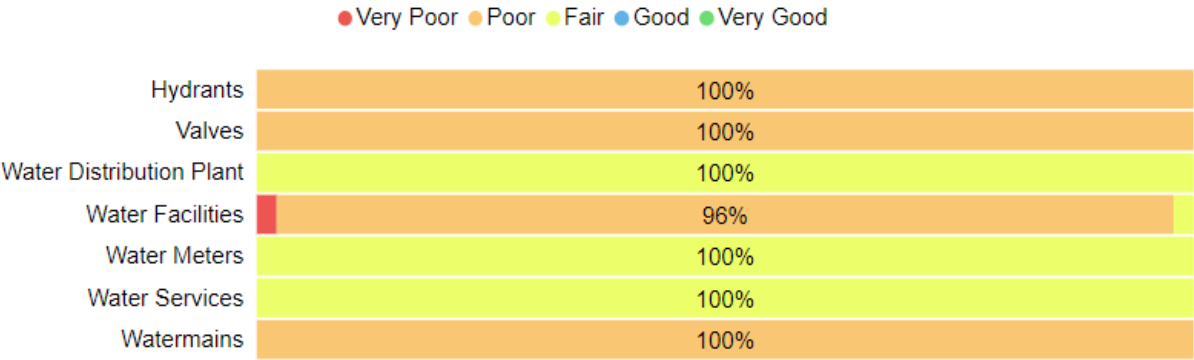 Very Poor Poor Fair Good Very Good
Hydrants 100%
Valves 100%
Water Distribution Plant 100%
Water Facilities 96%
Water Meters 100%
Water Services 100%
Watermains 100%